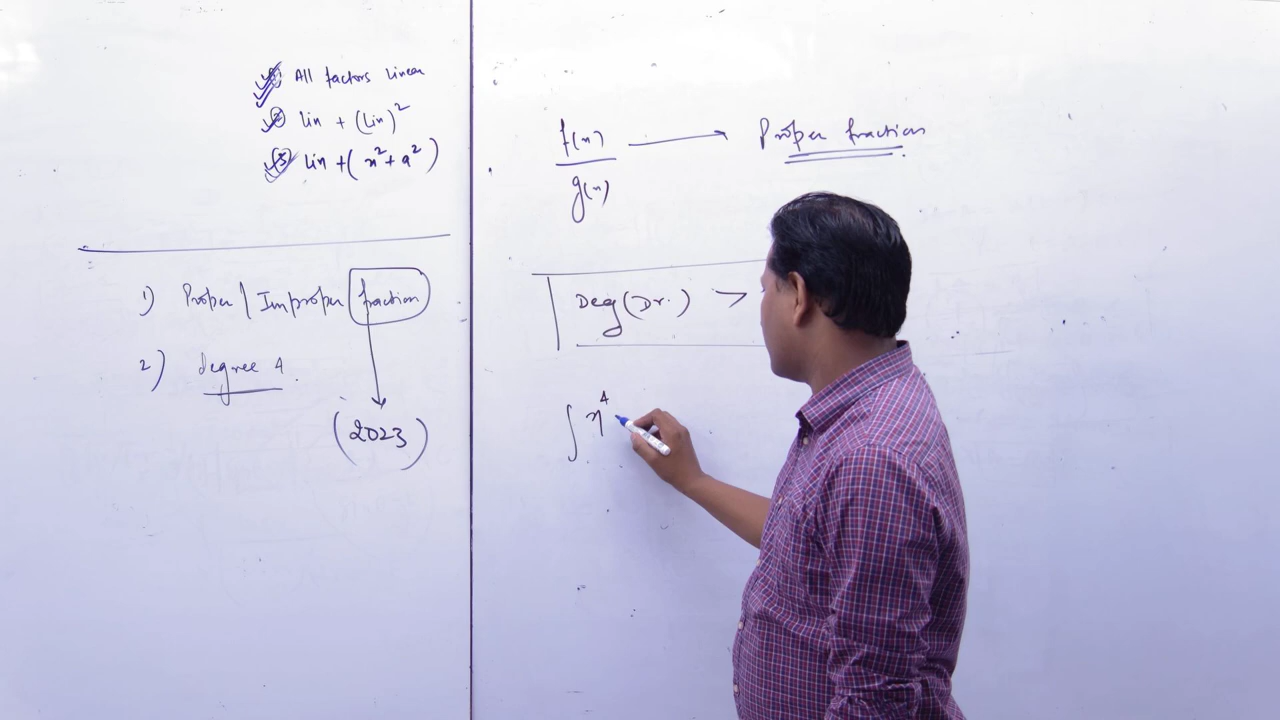 ① All factors linear
② Lin + (Lin)²
③ Lin + (x² + a²)
1) Proper / Improper fraction
2) degree 4.
(2023)
f(x)
g(x)
Proper fraction.
Deg(Dr.) >
∫ x⁴